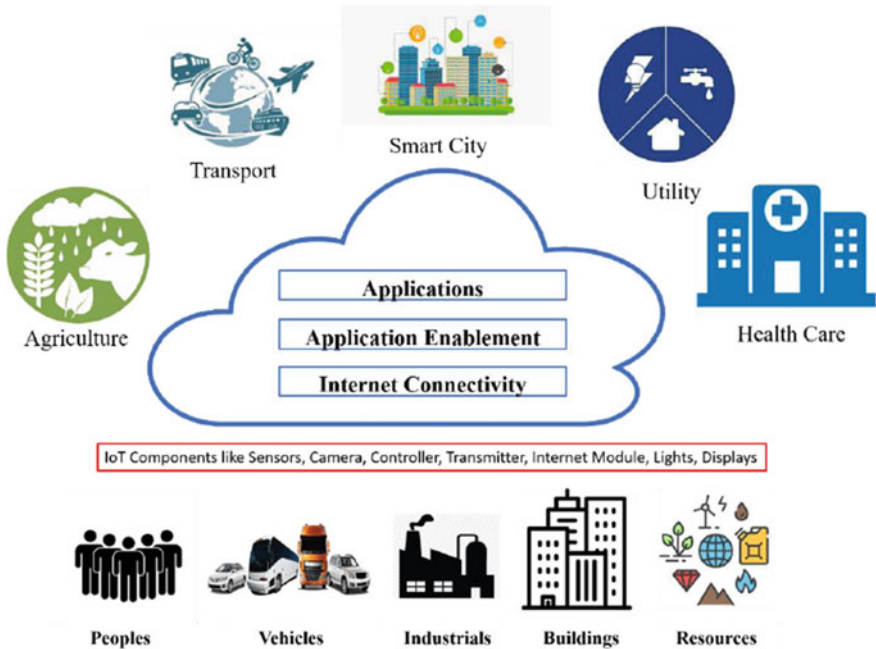 Smart City
Transport
Utility
Agriculture
Health Care
Applications
Application Enablement
Internet Connectivity
IoT Components like Sensors, Camera, Controller, Transmitter, Internet Module, Lights, Displays
Peoples
Vehicles
Industrials
Buildings
Resources